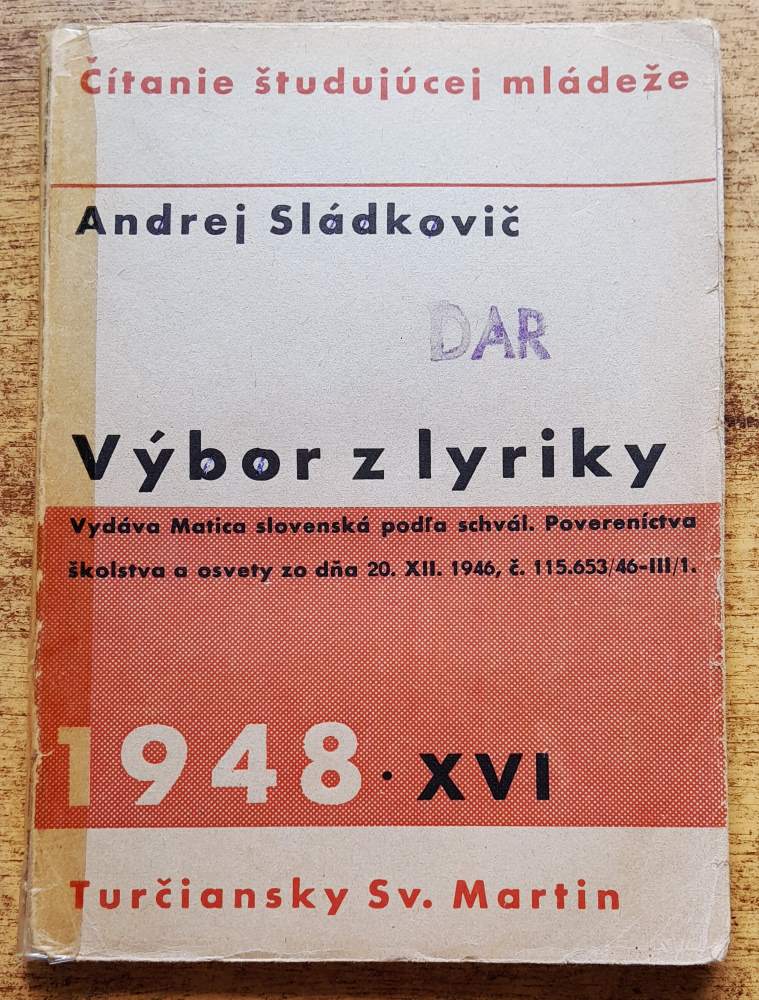 Čítanie študujúcej mládeže
Andrej Sládkovič
DAR
Výbor z lyriky
Vydáva Matica slovenská podľa schvál. Povereníctva
školstva a osvety zo dňa 20. XII. 1946, č. 115.653/46-III/1.
1948 · XVI
Turčiansky Sv. Martin